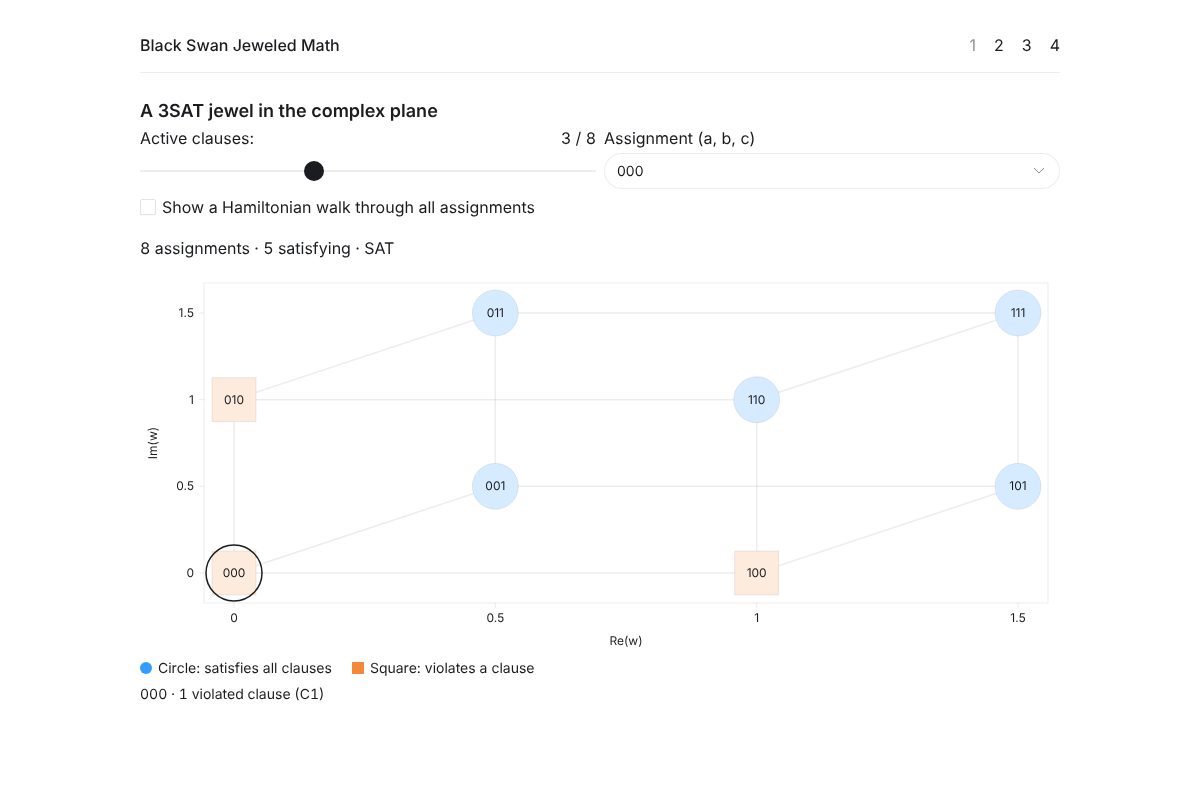 Black Swan Jeweled Math
1 2 3 4
A 3SAT jewel in the complex plane
Active clauses: 3 / 8 Assignment (a, b, c)
000
Show a Hamiltonian walk through all assignments
8 assignments · 5 satisfying · SAT
1.5 011 111
010 1 110
Im(w)
0.5 001 101
0 000 100
0 0.5 1 1.5
Re(w)
Circle: satisfies all clauses Square: violates a clause
000 · 1 violated clause (C1)